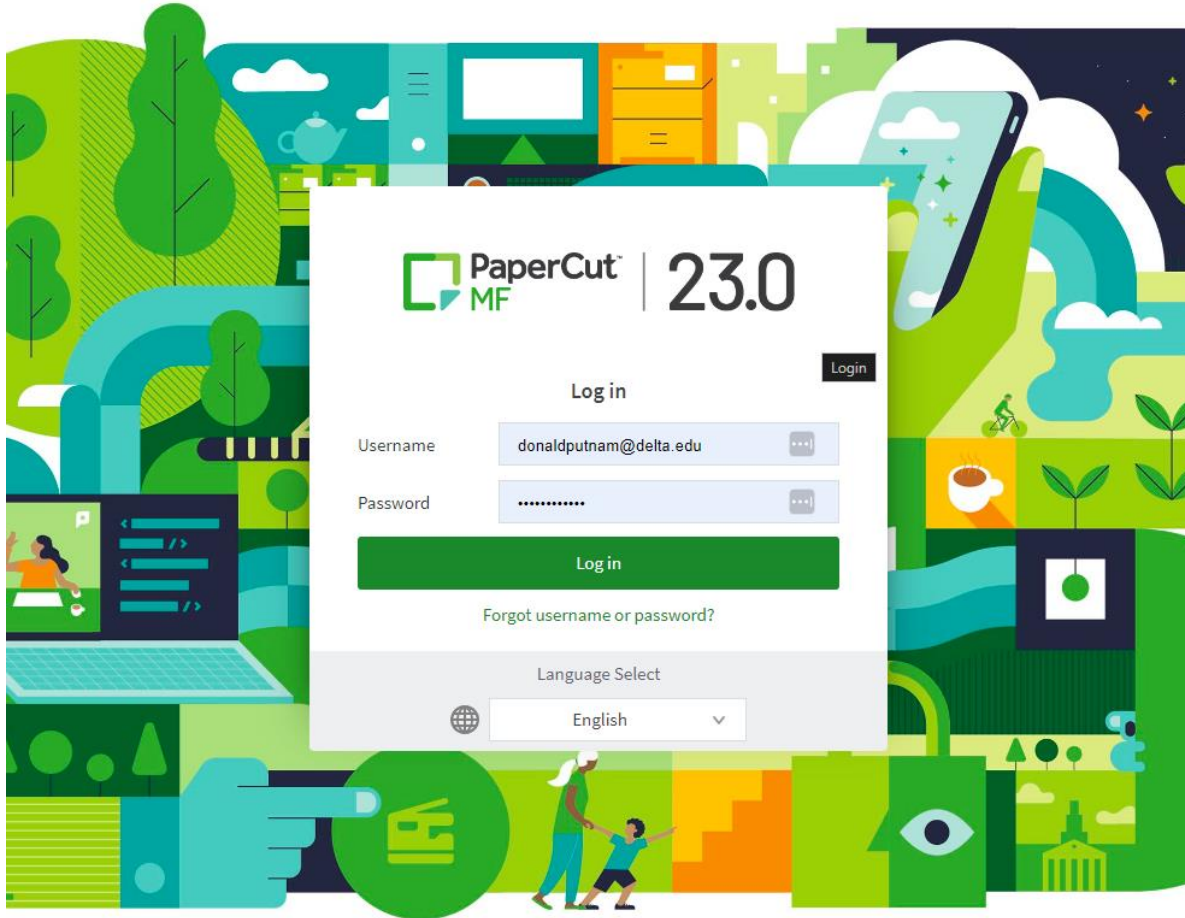 PaperCut™ MF | 23.0
Login
Log in
Username donaldputnam@delta.edu
Password ••••••••••••
Log in
Forgot username or password?
Language Select
English